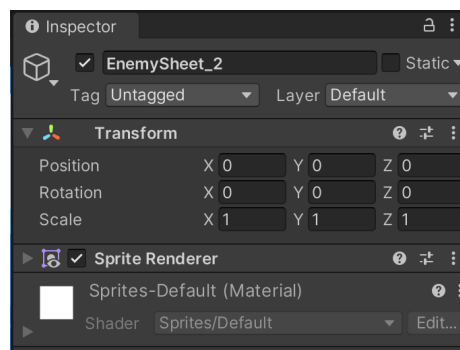 Inspector
EnemySheet_2 Static
Tag Untagged Layer Default
Transform
Position X 0 Y 0 Z 0
Rotation X 0 Y 0 Z 0
Scale X 1 Y 1 Z 1
Sprite Renderer
Sprites-Default (Material)
Shader Sprites/Default Edit...